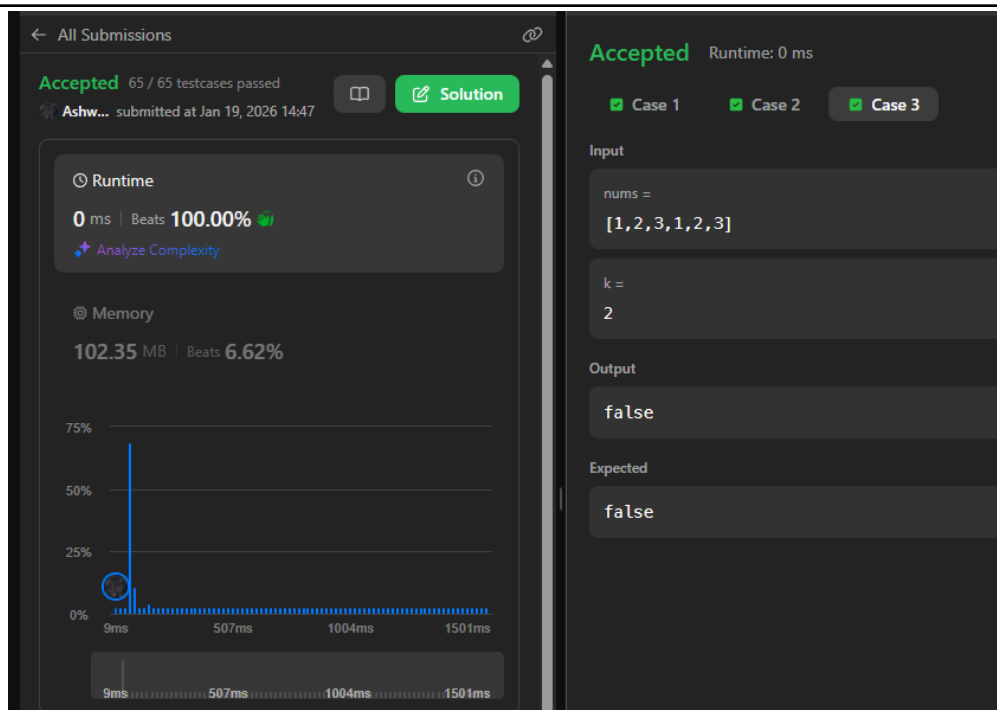 ← All Submissions
Accepted 65 / 65 testcases passed
Solution
Ashw... submitted at Jan 19, 2026 14:47
Runtime
0 ms | Beats 100.00%
Analyze Complexity
Memory
102.35 MB | Beats 6.62%
75%
50%
25%
0%
9ms 507ms 1004ms 1501ms
9ms 507ms 1004ms 1501ms
Accepted Runtime: 0 ms
Case 1 Case 2 Case 3
Input
nums =
[1,2,3,1,2,3]
k =
2
Output
false
Expected
false